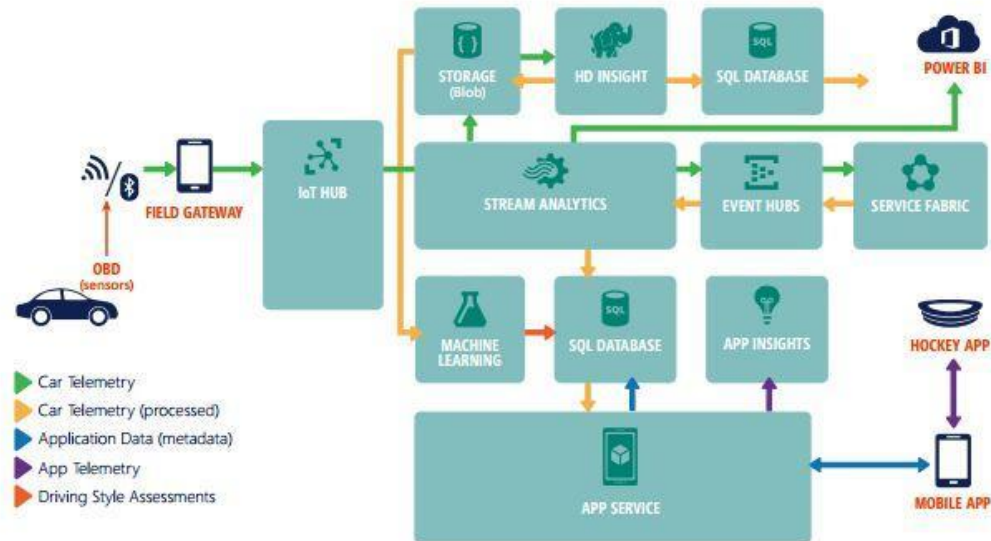 STORAGE
(Blob)
HD INSIGHT
SQL
SQL DATABASE
POWER BI
IoT HUB
STREAM ANALYTICS
EVENT HUBS
SERVICE FABRIC
FIELD GATEWAY
OBD
(sensors)
MACHINE
LEARNING
SQL
SQL DATABASE
APP INSIGHTS
HOCKEY APP
Car Telemetry
Car Telemetry (processed)
Application Data (metadata)
App Telemetry
Driving Style Assessments
APP SERVICE
MOBILE APP